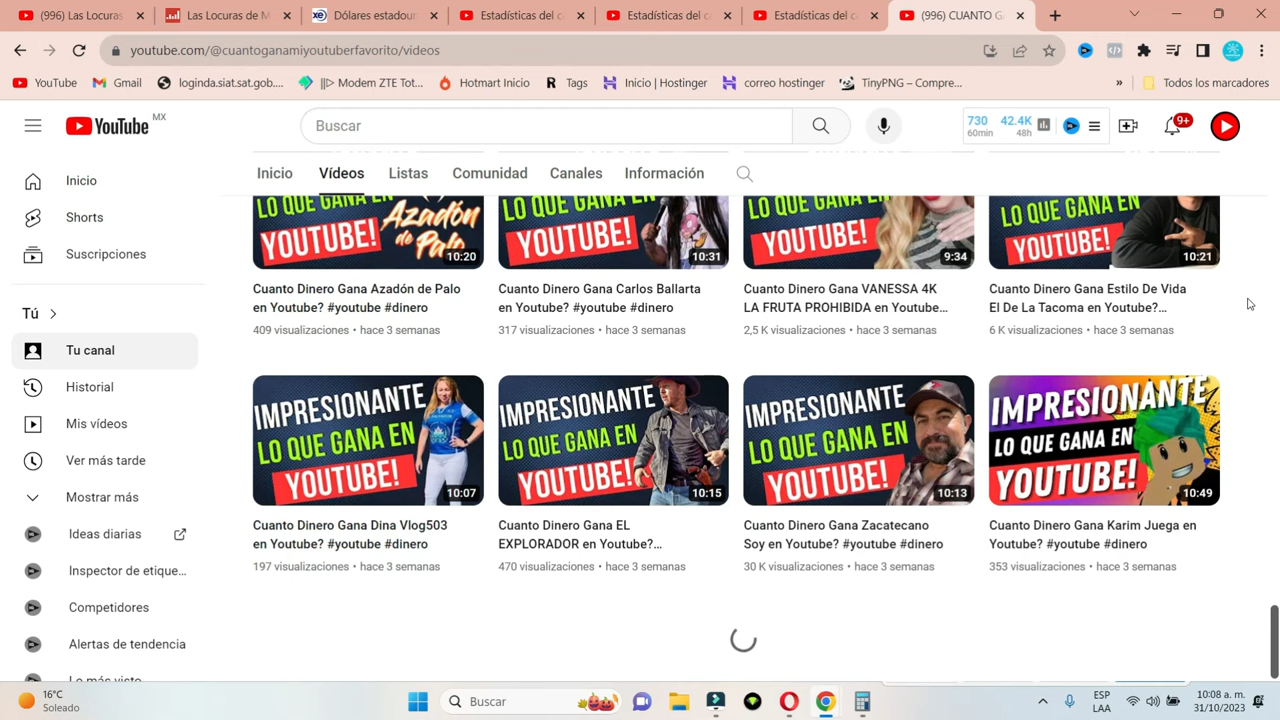 (996) Las Locuras
Las Locuras de M
Dólares estadour
Estadísticas del c
Estadísticas del c
Estadísticas del c
(996) CUANTO G
youtube.com/@cuantoganamiyoutuberfavorito/videos
YouTube
Gmail
loginda.siat.sat.gob....
||▷ Modem ZTE Tot...
Hotmart Inicio
Tags
Inicio | Hostinger
correo hostinger
TinyPNG – Compre...
»
Todos los marcadores
YouTube MX
Buscar
730
60min
42.4K
48h
9+
Inicio
Vídeos
Listas
Comunidad
Canales
Información
Inicio
Shorts
Suscripciones
Tú
Tu canal
Historial
Mis vídeos
Ver más tarde
Mostrar más
Ideas diarias
Inspector de etique...
Competidores
Alertas de tendencia
Lo más visto
LO QUE GANA EN
YOUTUBE!
Azadón
de Palo
10:20
Cuanto Dinero Gana Azadón de Palo
en Youtube? #youtube #dinero
409 visualizaciones • hace 3 semanas
LO QUE GANA EN
YOUTUBE!
10:31
Cuanto Dinero Gana Carlos Ballarta
en Youtube? #youtube #dinero
317 visualizaciones • hace 3 semanas
LO QUE GANA EN
YOUTUBE!
9:34
Cuanto Dinero Gana VANESSA 4K
LA FRUTA PROHIBIDA en Youtube...
2,5 K visualizaciones • hace 3 semanas
LO QUE GANA EN
YOUTUBE!
10:21
Cuanto Dinero Gana Estilo De Vida
El De La Tacoma en Youtube?...
6 K visualizaciones • hace 3 semanas
IMPRESIONANTE
LO QUE GANA EN
YOUTUBE!
10:07
Cuanto Dinero Gana Dina Vlog503
en Youtube? #youtube #dinero
197 visualizaciones • hace 3 semanas
IMPRESIONANTE
LO QUE GANA EN
YOUTUBE!
10:15
Cuanto Dinero Gana EL
EXPLORADOR en Youtube?...
470 visualizaciones • hace 3 semanas
IMPRESIONANTE
LO QUE GANA EN
YOUTUBE!
10:13
Cuanto Dinero Gana Zacatecano
Soy en Youtube? #youtube #dinero
30 K visualizaciones • hace 3 semanas
IMPRESIONANTE
LO QUE GANA EN
YOUTUBE!
10:49
Cuanto Dinero Gana Karim Juega en
Youtube? #youtube #dinero
353 visualizaciones • hace 3 semanas
16°C
Soleado
Buscar
ESP
LAA
10:08 a. m.
31/10/2023